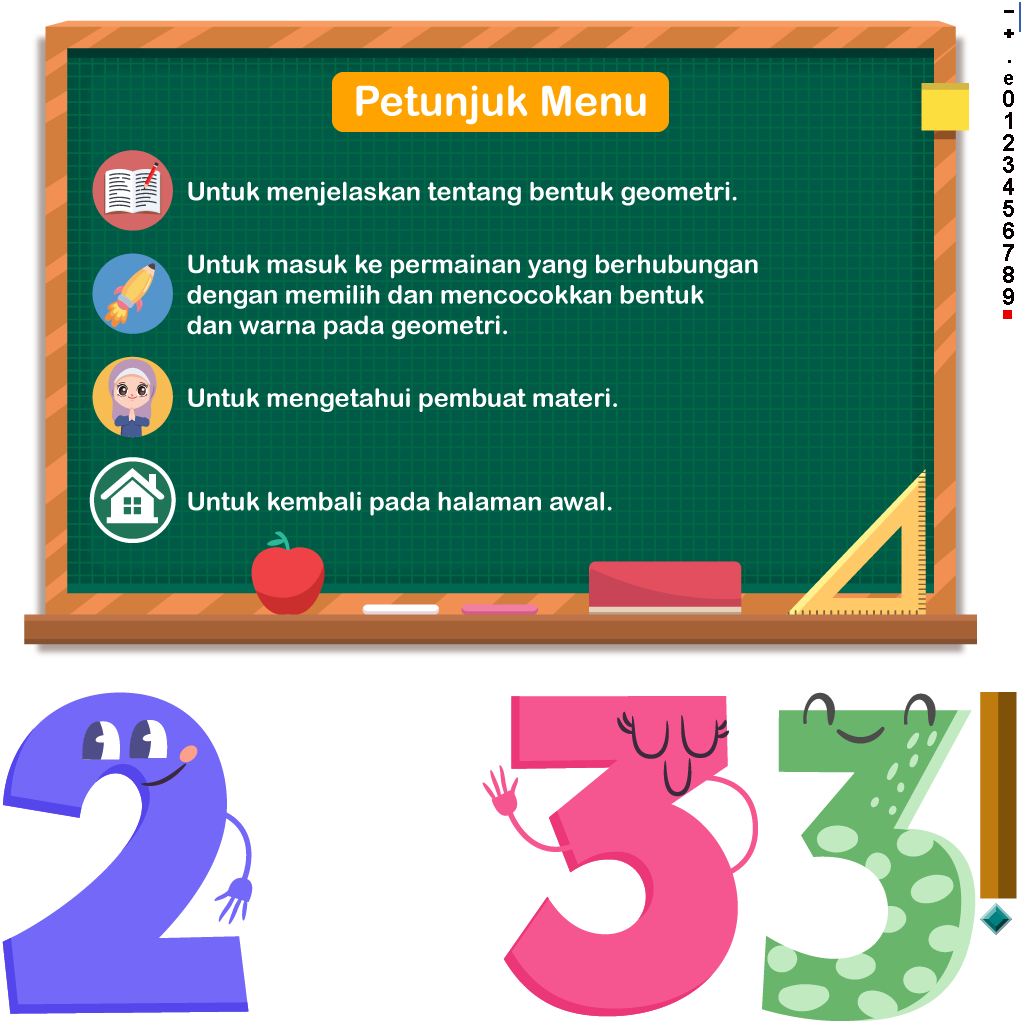 Petunjuk Menu
Untuk menjelaskan tentang bentuk geometri.
Untuk masuk ke permainan yang berhubungan
dengan memilih dan mencocokkan bentuk
dan warna pada geometri.
Untuk mengetahui pembuat materi.
Untuk kembali pada halaman awal.
-
+
.
e
0
1
2
3
4
5
6
7
8
9
2 3 3